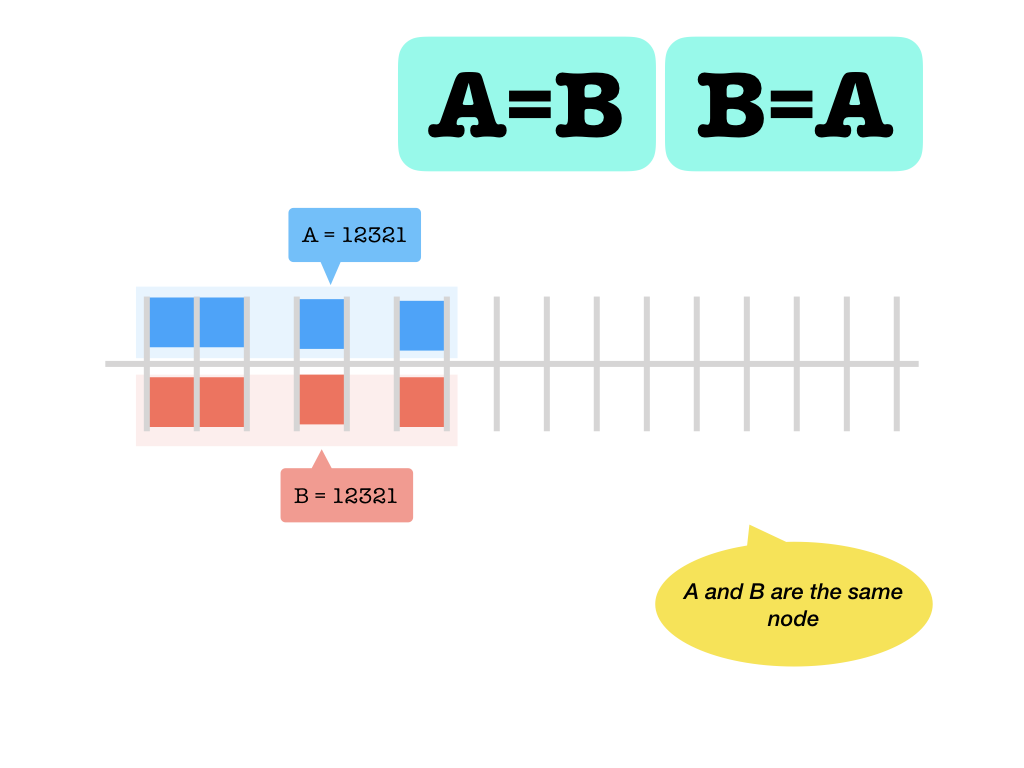 A=B
B=A
A = 12321
B = 12321
A and B are the same
node